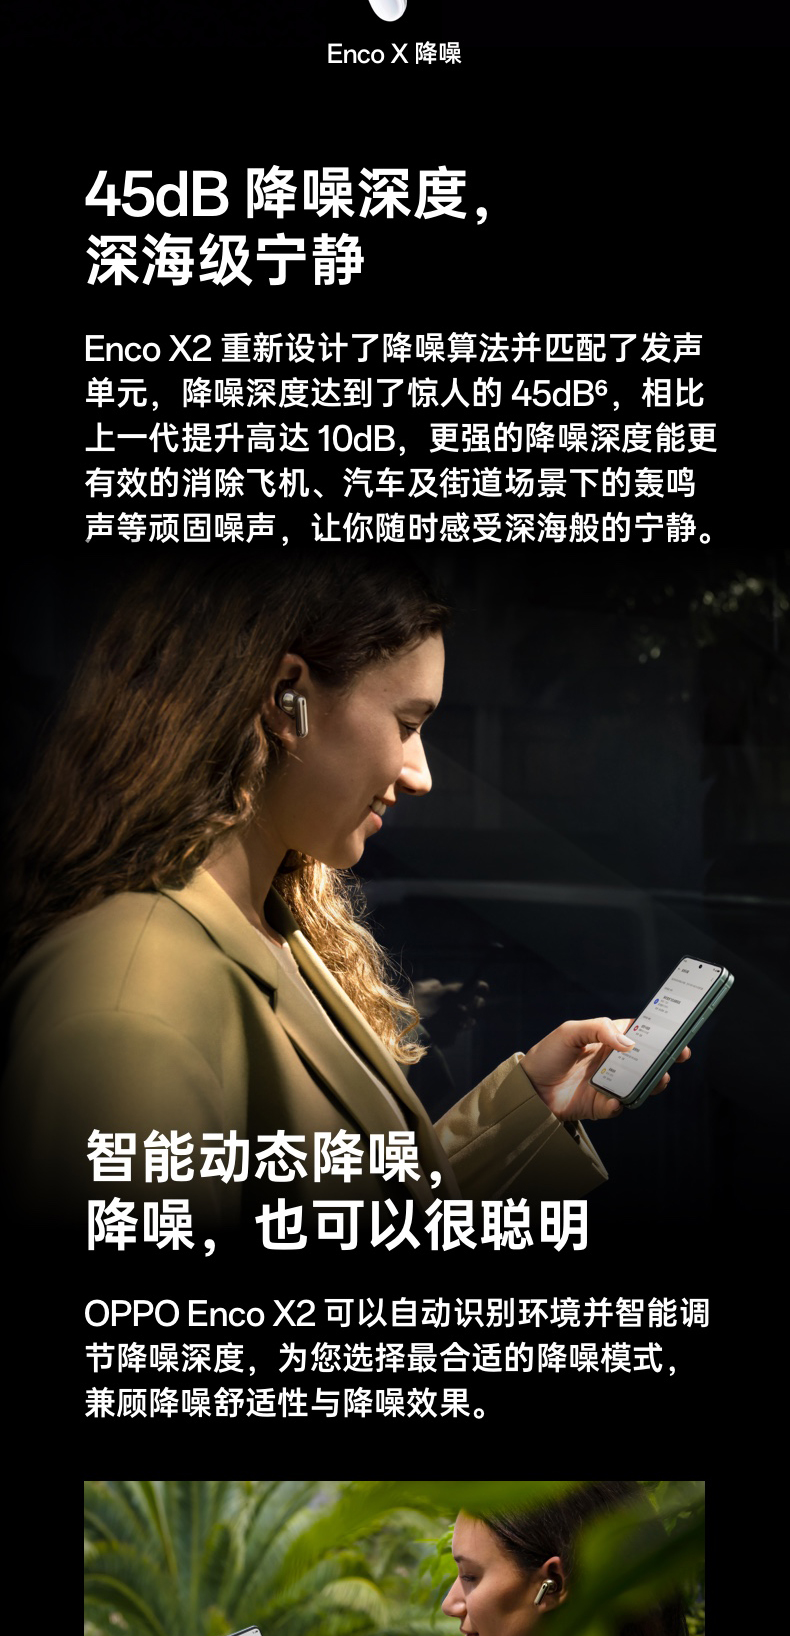 Enco X 降噪
45dB 降噪深度，
深海级宁静
Enco X2 重新设计了降噪算法并匹配了发声
单元，降噪深度达到了惊人的 45dB⁶，相比
上一代提升高达 10dB，更强的降噪深度能更
有效的消除飞机、汽车及街道场景下的轰鸣
声等顽固噪声，让你随时感受深海般的宁静。
智能动态降噪，
降噪，也可以很聪明
OPPO Enco X2 可以自动识别环境并智能调
节降噪深度，为您选择最合适的降噪模式，
兼顾降噪舒适性与降噪效果。